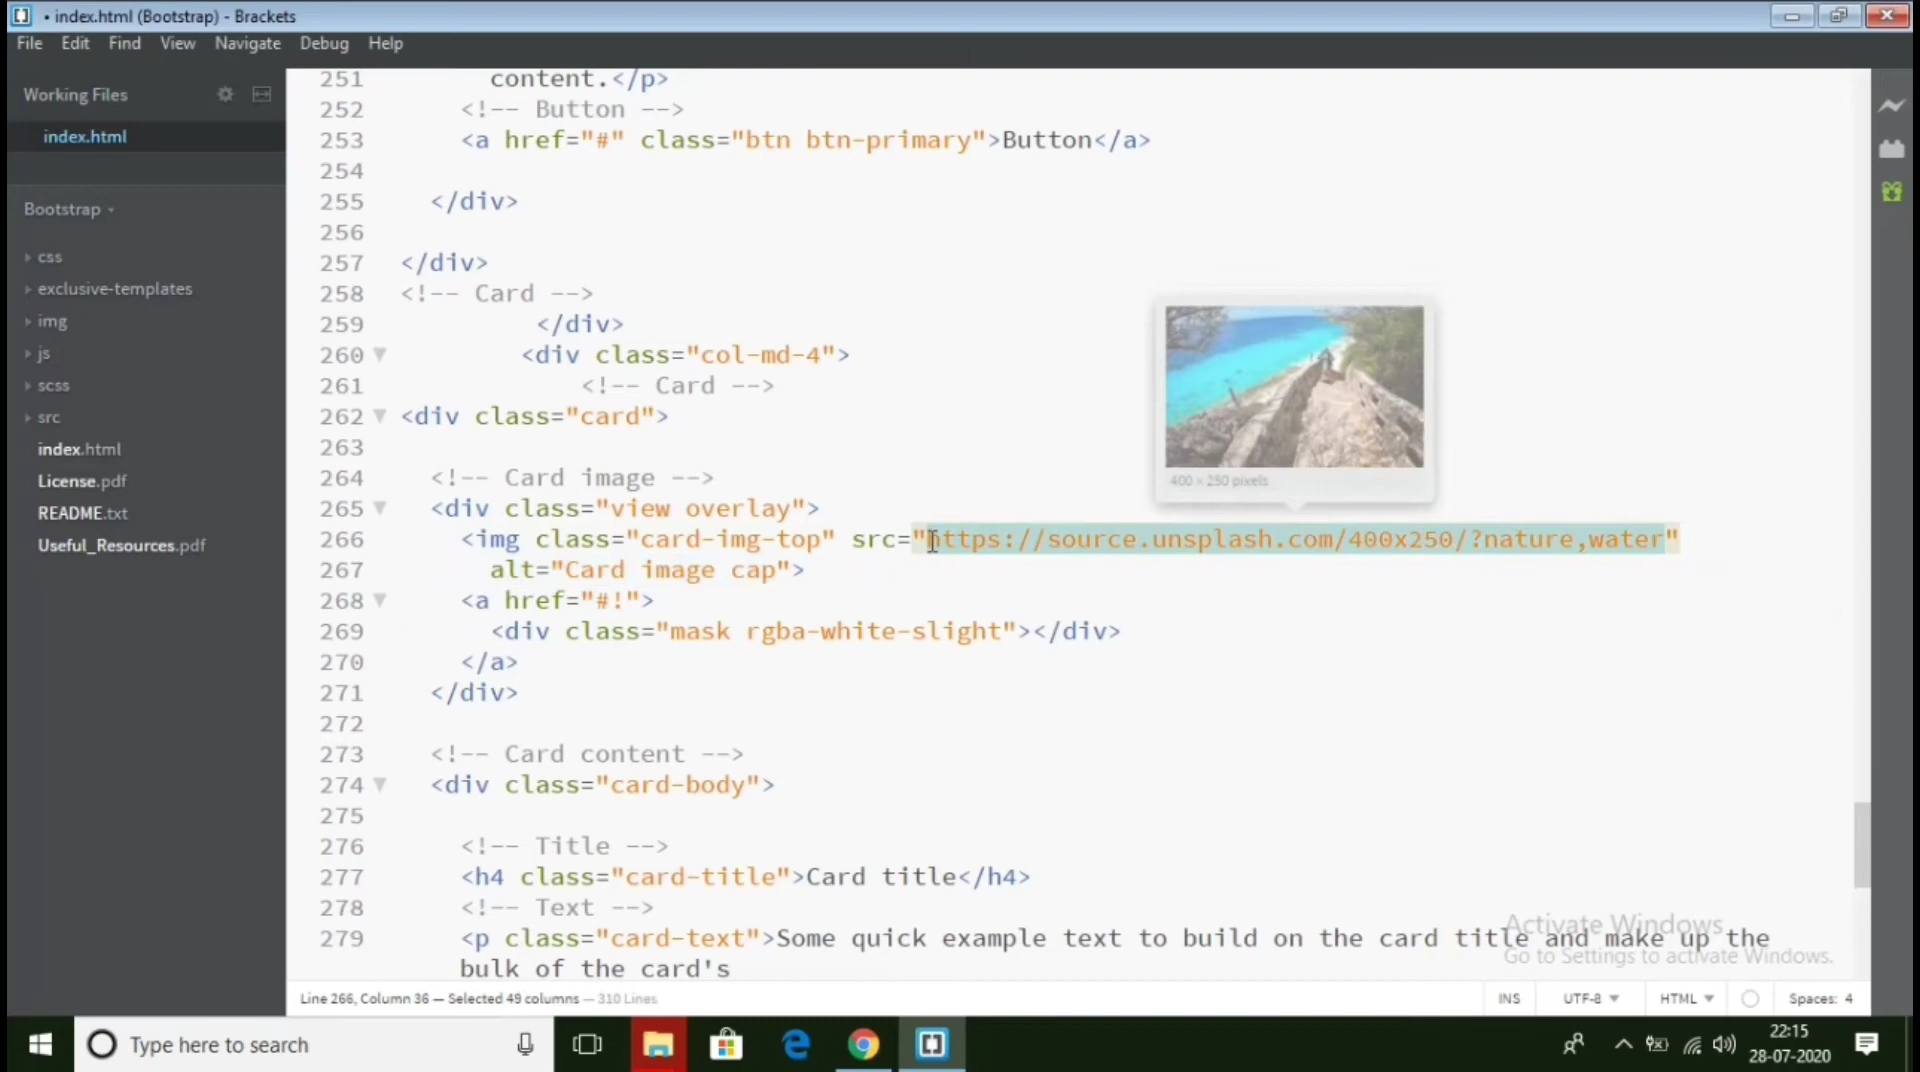 • index.html (Bootstrap) - Brackets
File Edit Find View Navigate Debug Help
Working Files
index.html
Bootstrap
css
exclusive-templates
img
js
scss
src
index.html
License.pdf
README.txt
Useful_Resources.pdf
251 content.</p>
252 <!-- Button -->
253 <a href="#" class="btn btn-primary">Button</a>
254
255 </div>
256
257 </div>
258 <!-- Card -->
259 </div>
260 <div class="col-md-4">
261 <!-- Card -->
262 <div class="card">
263
264 <!-- Card image -->
265 <div class="view overlay">
266 <img class="card-img-top" src="https://source.unsplash.com/400x250/?nature,water"
267 alt="Card image cap">
268 <a href="#!">
269 <div class="mask rgba-white-slight"></div>
270 </a>
271 </div>
272
273 <!-- Card content -->
274 <div class="card-body">
275
276 <!-- Title -->
277 <h4 class="card-title">Card title</h4>
278 <!-- Text -->
279 <p class="card-text">Some quick example text to build on the card title and make up the
bulk of the card's
400 × 250 pixels
Activate Windows
Go to Settings to activate Windows.
Line 266, Column 36 — Selected 49 columns — 310 Lines
INS UTF-8 HTML Spaces: 4
Type here to search
22:15
28-07-2020